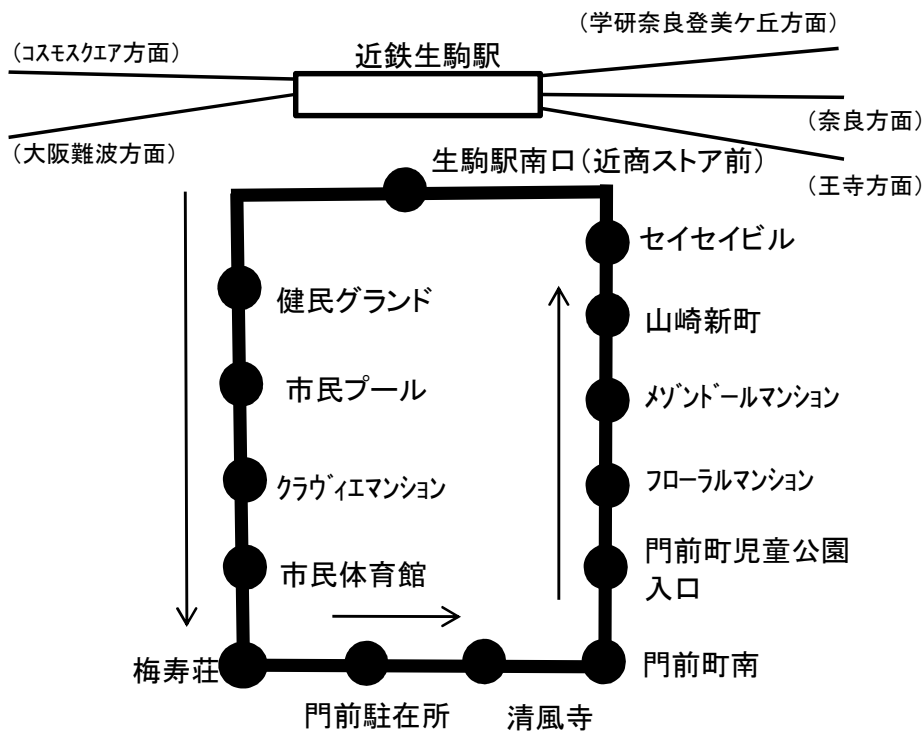 (学研奈良登美ケ丘方面)
(ｺｽﾓｽｸｴｱ方面)
近鉄生駒駅
(奈良方面)
(大阪難波方面)
生駒駅南口(近商ストア前)
(王寺方面)
セイセイビル
健民グランド
山崎新町
市民プール
ﾒｿﾞﾝﾄﾞｰﾙﾏﾝｼｮﾝ
ｸﾗｳﾞｨｴﾏﾝｼｮﾝ
ﾌﾛｰﾗﾙﾏﾝｼｮﾝ
市民体育館
門前町児童公園
入口
梅寿荘
門前町南
門前駐在所
清風寺